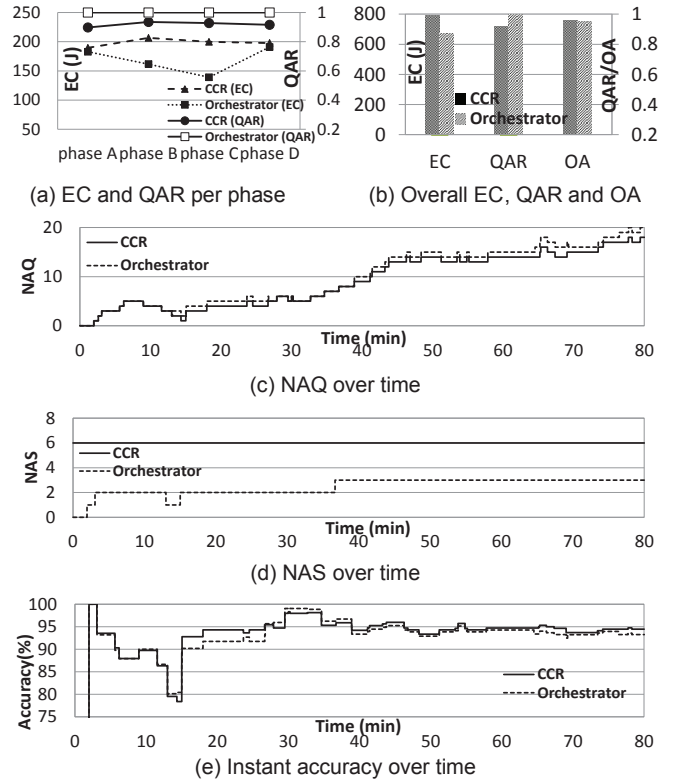 250 1
200 0.8
150 0.6
100 0.4
50 0.2
EC (J)
QAR
CCR (EC)
Orchestrator (EC)
CCR (QAR)
Orchestrator (QAR)
phase A phase B phase C phase D
(a) EC and QAR per phase
800 1
600 0.8
400 0.6
200 0.4
0 0.2
EC (J)
QAR/OA
CCR
Orchestrator
EC QAR OA
(b) Overall EC, QAR and OA
20
10
0
NAQ
CCR
Orchestrator
0 10 20 30 40 50 60 70 80
Time (min)
(c) NAQ over time
8
6
4
2
0
NAS
CCR
Orchestrator
0 10 20 30 40 50 60 70 80
Time (min)
(d) NAS over time
100
95
90
85
80
75
Accuracy(%)
CCR
Orchestrator
0 10 20 30 40 50 60 70 80
Time (min)
(e) Instant accuracy over time